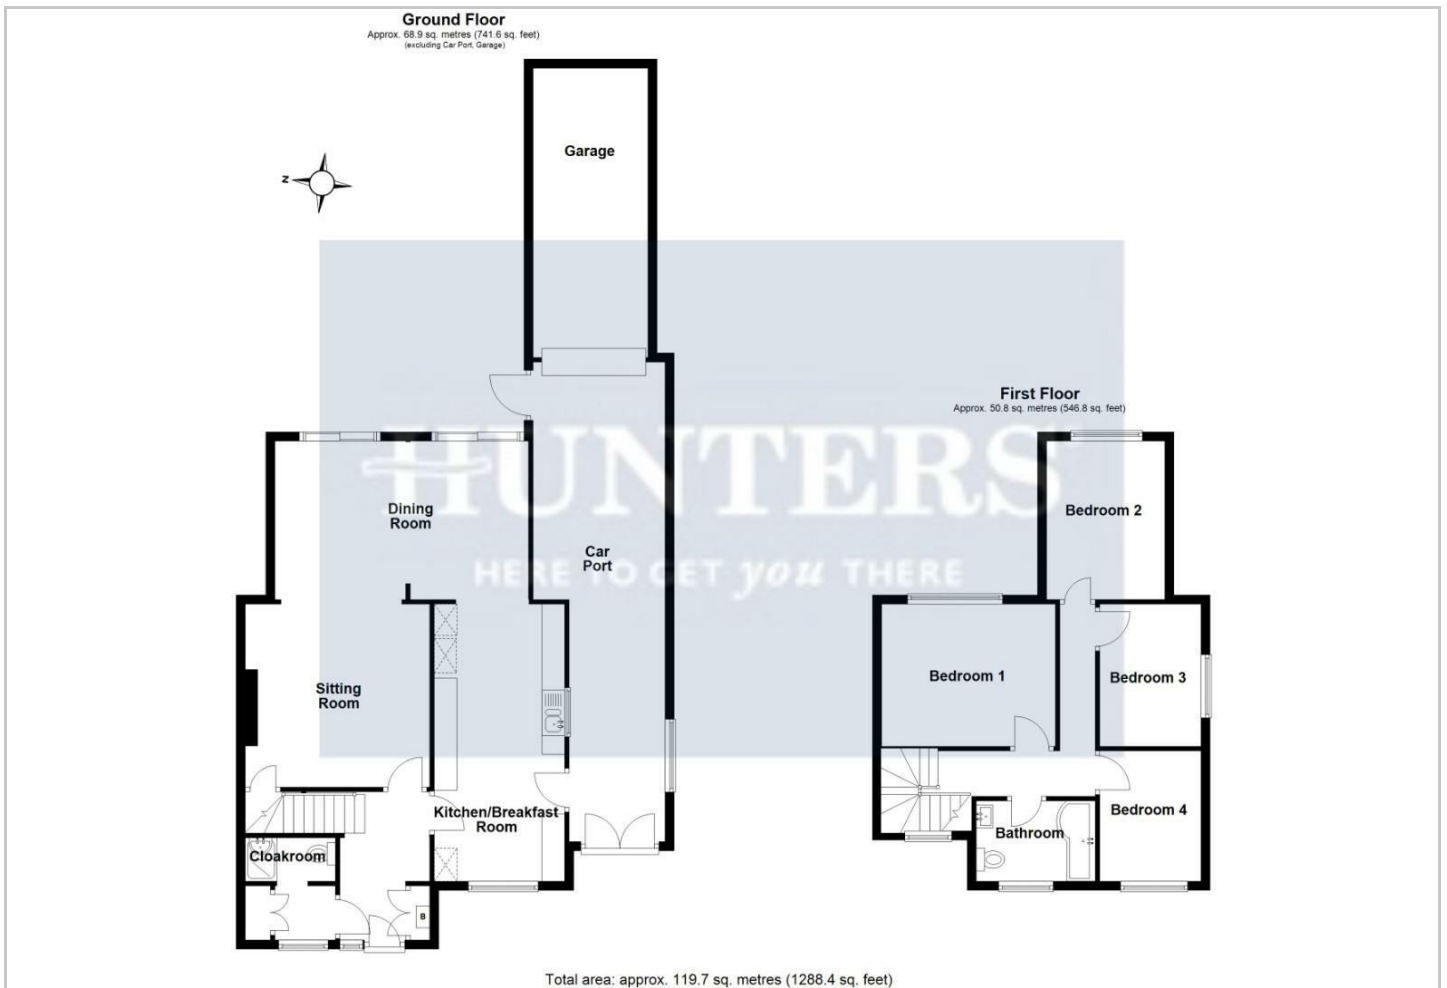 Ground Floor
Approx. 68.9 sq. metres (741.6 sq. feet)
(excluding Car Port, Garage)
Garage
Z
First Floor
Approx. 50.8 sq. metres (546.8 sq. feet)
HUNTERS
HERE TO GET you THERE
Dining
Room
Bedroom 2
Car
Port
Sitting
Room
Bedroom 1
Bedroom 3
Kitchen/Breakfast
Room
Bedroom 4
Bathroom
Cloakroom
B
Total area: approx. 119.7 sq. metres (1288.4 sq. feet)